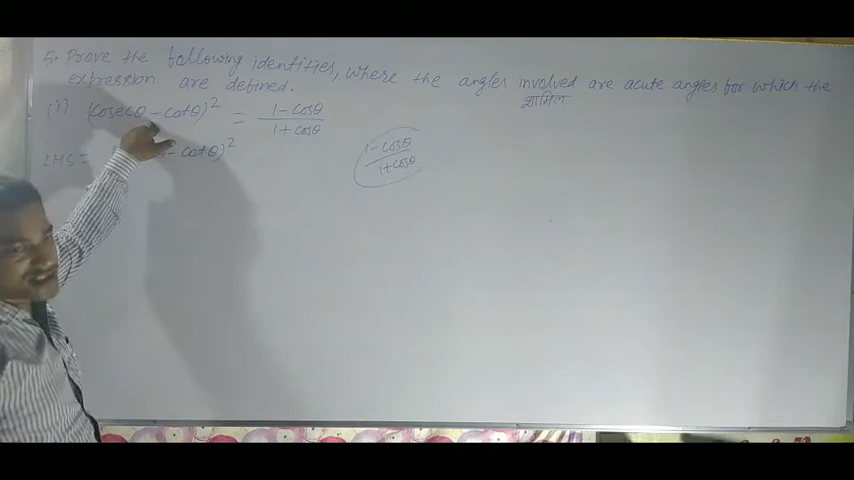 5. Prove the following identities, where the angles involved are acute angles for which the
शामिल
expression are defined.
(i) (cosecθ - cotθ)² = 1 - cosθ / 1 + cosθ
LHS = - cotθ)²
1 - cosθ / 1 + cosθ